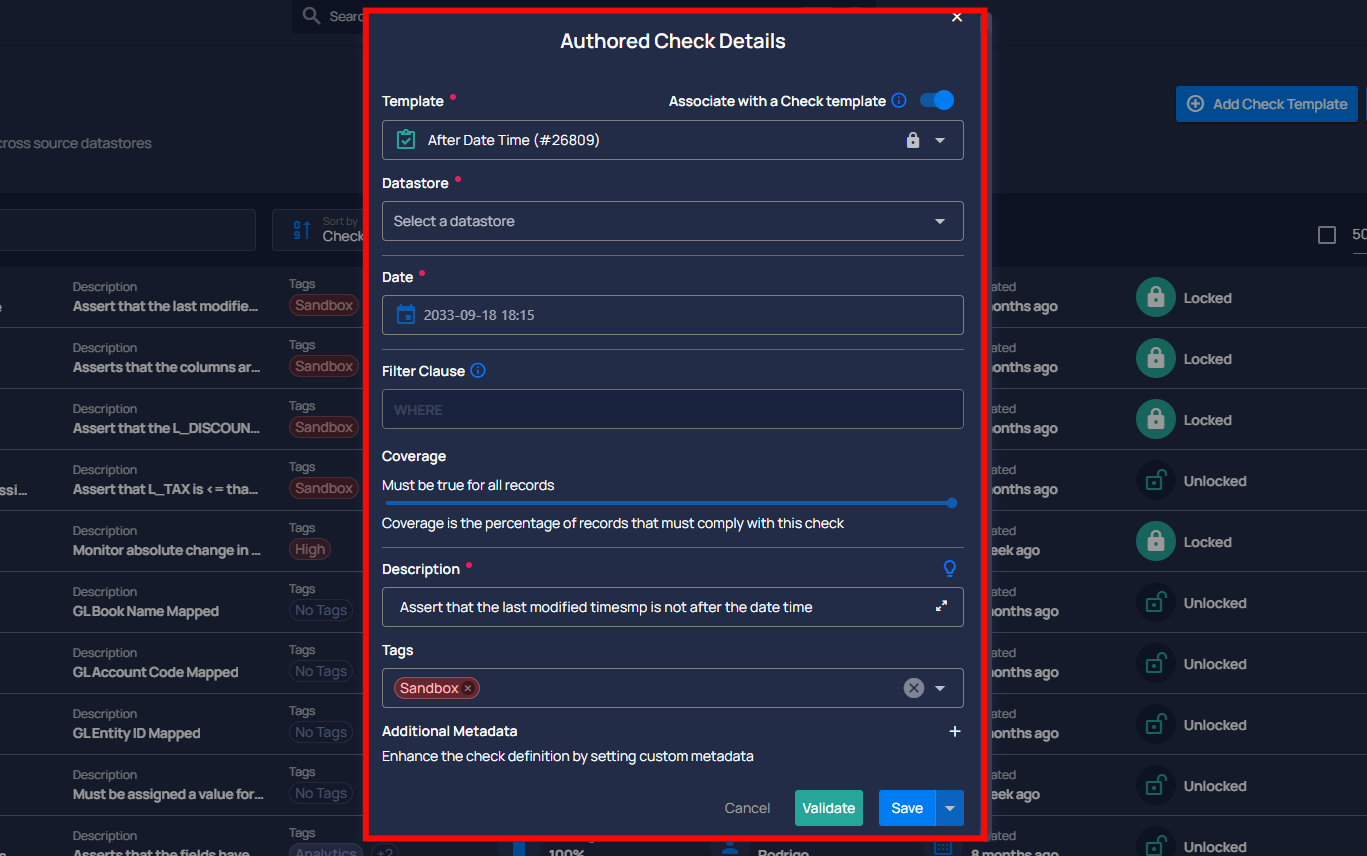 Searc
Authored Check Details
Template
Associate with a Check template
Add Check Template
After Date Time (#26809)
cross source datastores
Datastore
Select a datastore
Sort by
Check
50
Date
2033-09-18 18:15
Description
Assert that the last modifie...
Tags
Sandbox
ated
months ago
Locked
Description
Asserts that the columns ar...
Tags
Sandbox
ated
months ago
Locked
Filter Clause
WHERE
Description
Assert that the L_DISCOUN...
Tags
Sandbox
ated
months ago
Locked
Coverage
Must be true for all records
Coverage is the percentage of records that must comply with this check
ssi...
Description
Assert that L_TAX is <= tha...
Tags
Sandbox
ated
months ago
Unlocked
Description
Monitor absolute change in ...
Tags
High
ated
eek ago
Locked
Description
Assert that the last modified timesmp is not after the date time
Description
GL Book Name Mapped
Tags
No Tags
ated
months ago
Unlocked
Tags
Sandbox
Description
GL Account Code Mapped
Tags
No Tags
ated
months ago
Unlocked
Description
GL Entity ID Mapped
Tags
No Tags
ated
months ago
Unlocked
Additional Metadata
Enhance the check definition by setting custom metadata
Description
Must be assigned a value for...
Tags
No Tags
ated
eek ago
Unlocked
Cancel
Validate
Save
Description
Asserts that the fields have
Tags
Analytics
+2
100%
Rodrigo
ated
8 months ago
Unlocked